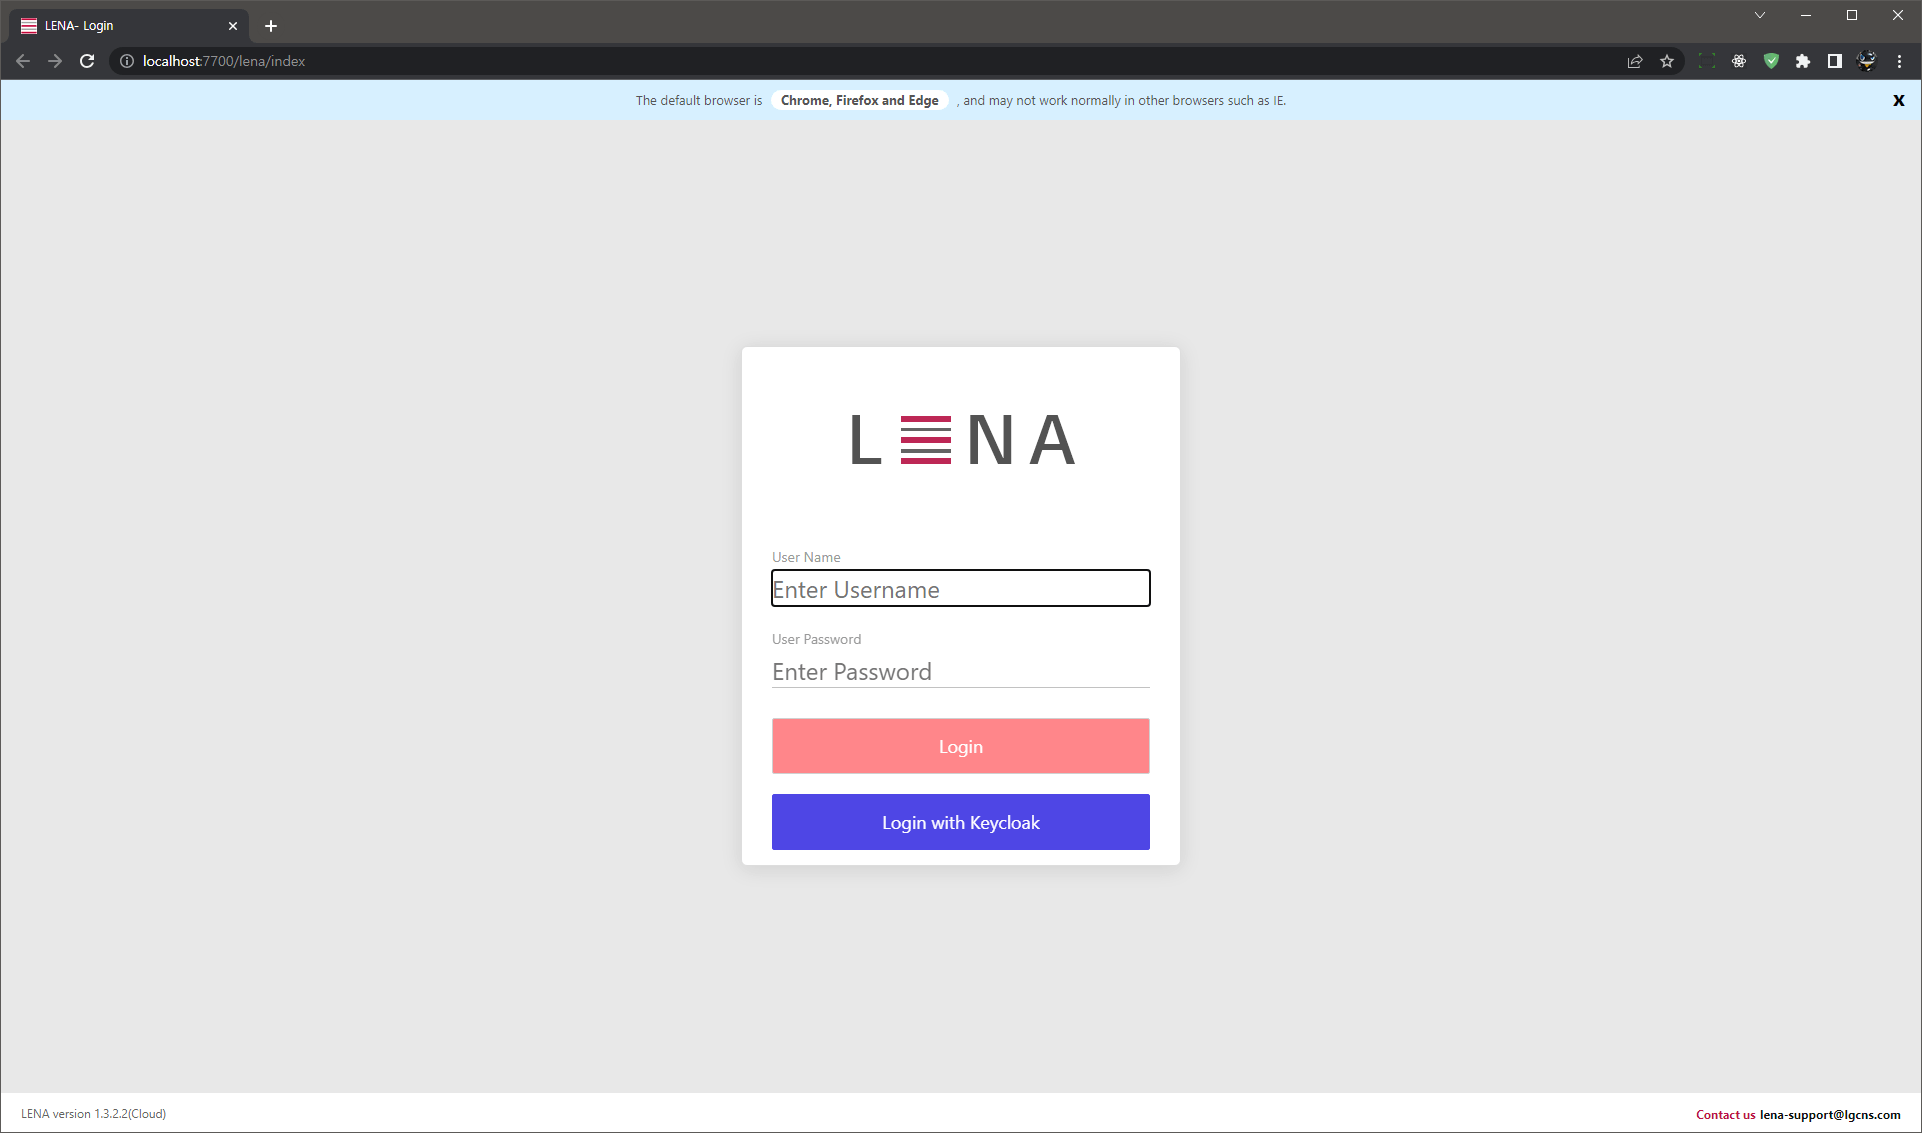 LENA- Login
localhost:7700/lena/index
The default browser is Chrome, Firefox and Edge , and may not work normally in other browsers such as IE. X
LENA
User Name
Enter Username
User Password
Enter Password
Login
Login with Keycloak
LENA version 1.3.2.2(Cloud)
Contact us lena-support@lgcns.com